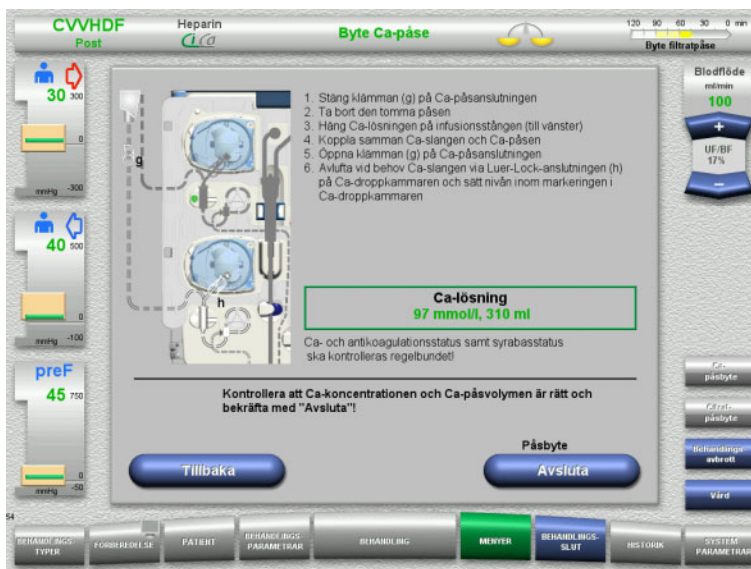 CVVHDF
Post
Heparin
CiCa
Byte Ca-påse
120 90 60 30 0 min
Byte filtratpåse
30
300
0
mmHg -300
40
500
0
mmHg -100
preF
45
750
0
mmHg -50
54
g
h
1. Stäng klämman (g) på Ca-påsanslutningen
2. Ta bort den tomma påsen
3. Häng Ca-lösningen på infusionsstången (till vänster)
4. Koppla samman Ca-slangen och Ca-påsen
5. Öppna klämman (g) på Ca-påsanslutningen
6. Avlufta vid behov Ca-slangen via Luer-Lock-anslutningen (h)
på Ca-droppkammaren och sätt nivån inom markeringen i
Ca-droppkammaren
Ca-lösning
97 mmol/l, 310 ml
Ca- och antikoagulationsstatus samt syrabasstatus
ska kontrolleras regelbundet!
Kontrollera att Ca-koncentrationen och Ca-påsvolymen är rätt och
bekräfta med "Avsluta"!
Tillbaka
Påsbyte
Avsluta
Blodflöde
ml/min
100
+
UF/BF
17%
−
Ca-
påsbyte
Citrat-
påsbyte
Behandlings-
avbrott
Vård
BEHANDLINGS-
TYPER
FÖRBEREDELSE
PATIENT
BEHANDLINGS-
PARAMETRAR
BEHANDLING
MENYER
BEHANDLINGS-
SLUT
HISTORIK
SYSTEM
PARAMETRAR